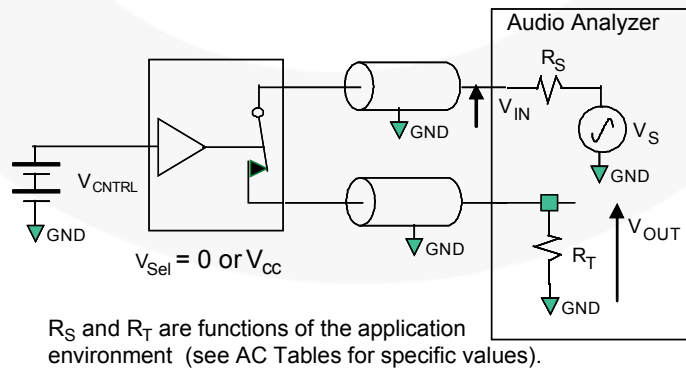 Audio Analyzer
R_S
V_IN
GND
V_S
GND
V_CNTRL
GND
GND
V_OUT
R_T
V_Sel = 0 or V_cc
GND
R_S and R_T are functions of the application
environment (see AC Tables for specific values).